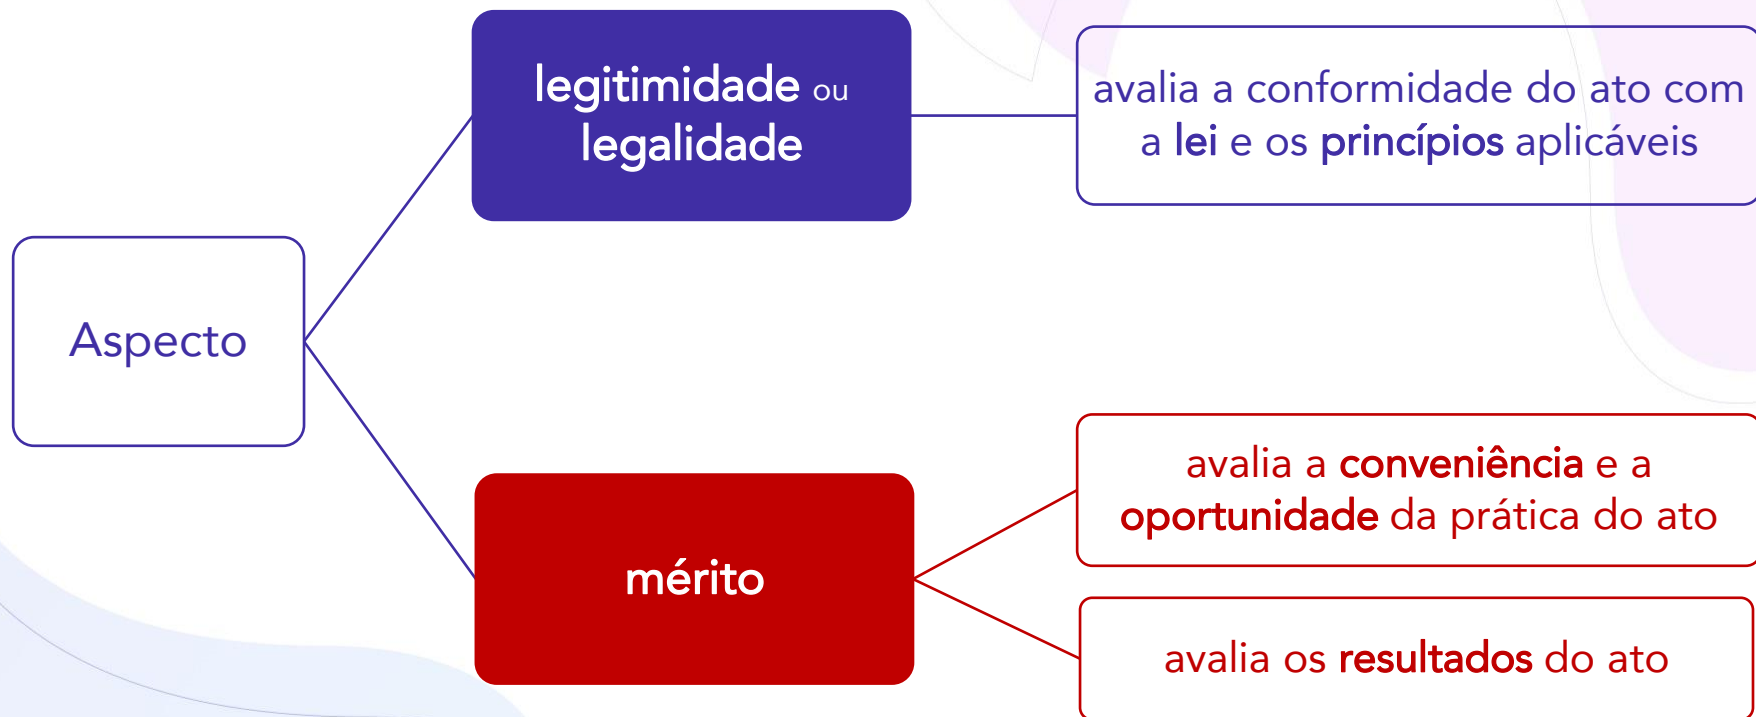 legitimidade ou
legalidade
avalia a conformidade do ato com
a lei e os princípios aplicáveis
Aspecto
mérito
avalia a conveniência e a
oportunidade da prática do ato
avalia os resultados do ato